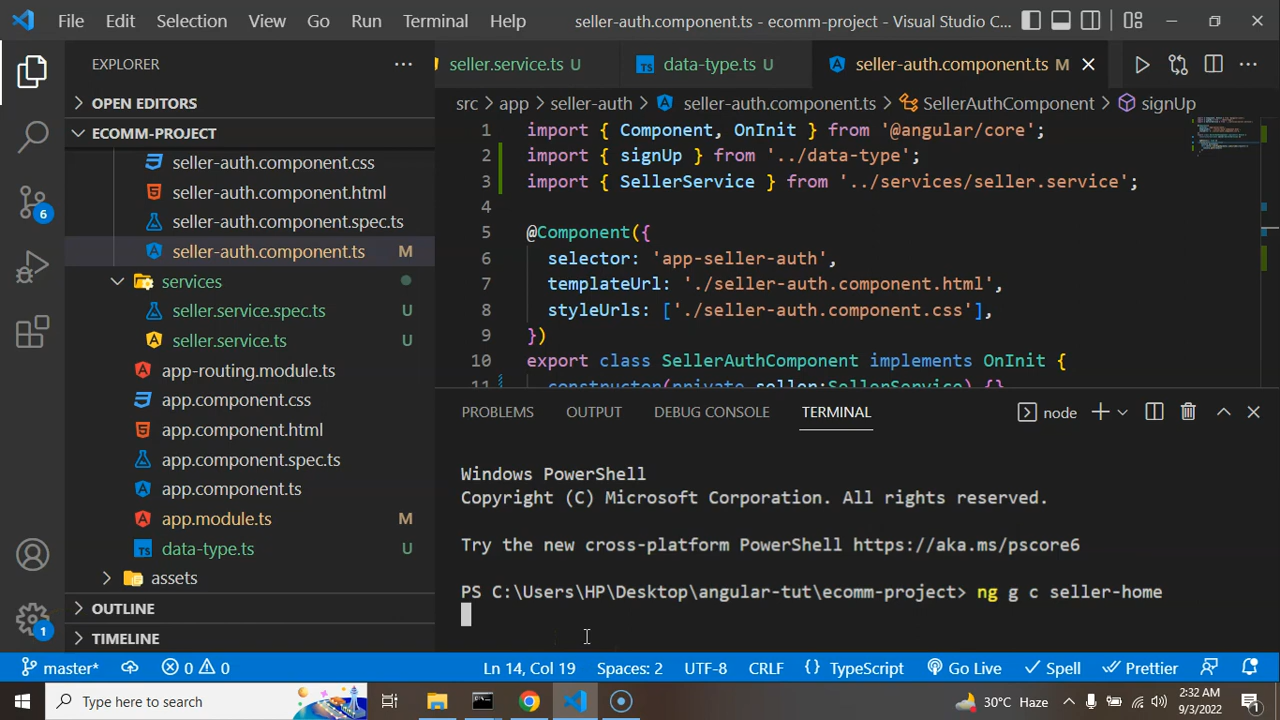 File Edit Selection View Go Run Terminal Help seller-auth.component.ts - ecomm-project - Visual Studio C...
EXPLORER
OPEN EDITORS
ECOMM-PROJECT
seller-auth.component.css
seller-auth.component.html
seller-auth.component.spec.ts
seller-auth.component.ts M
services
seller.service.spec.ts U
seller.service.ts U
app-routing.module.ts
app.component.css
app.component.html
app.component.spec.ts
app.component.ts
app.module.ts M
data-type.ts U
assets
OUTLINE
TIMELINE
6
1
seller.service.ts U data-type.ts U seller-auth.component.ts M
src > app > seller-auth > seller-auth.component.ts > SellerAuthComponent > signUp
1 import { Component, OnInit } from '@angular/core';
2 import { signUp } from '../data-type';
3 import { SellerService } from '../services/seller.service';
4
5 @Component({
6 selector: 'app-seller-auth',
7 templateUrl: './seller-auth.component.html',
8 styleUrls: ['./seller-auth.component.css'],
9 })
10 export class SellerAuthComponent implements OnInit {
11 constructor(private seller:SellerService) {}
PROBLEMS OUTPUT DEBUG CONSOLE TERMINAL node
Windows PowerShell
Copyright (C) Microsoft Corporation. All rights reserved.
Try the new cross-platform PowerShell https://aka.ms/pscore6
PS C:\Users\HP\Desktop\angular-tut\ecomm-project> ng g c seller-home
master* 0 0 Ln 14, Col 19 Spaces: 2 UTF-8 CRLF {} TypeScript Go Live Spell Prettier
Type here to search
30°C Haze
2:32 AM
9/3/2022
1